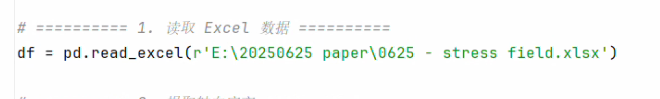 # ========== 1. 读取 Excel 数据 ==========
df = pd.read_excel(r'E:\20250625 paper\0625 - stress field.xlsx')